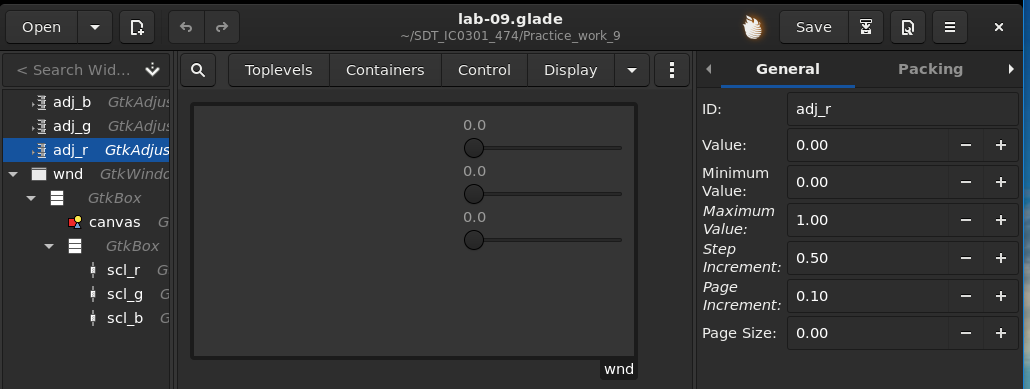 Open
lab-09.glade
~/SDT_IC0301_474/Practice_work_9
Save
< Search Wid...
Toplevels
Containers
Control
Display
General
Packing
adj_b GtkAdjus
adj_g GtkAdjus
adj_r GtkAdjus
wnd GtkWindo
GtkBox
canvas G
GtkBox
scl_r G
scl_g G
scl_b G
0.0
0.0
0.0
wnd
ID: adj_r
Value: 0.00 − +
Minimum
Value: 0.00 − +
Maximum
Value: 1.00 − +
Step
Increment: 0.50 − +
Page
Increment: 0.10 − +
Page Size: 0.00 − +